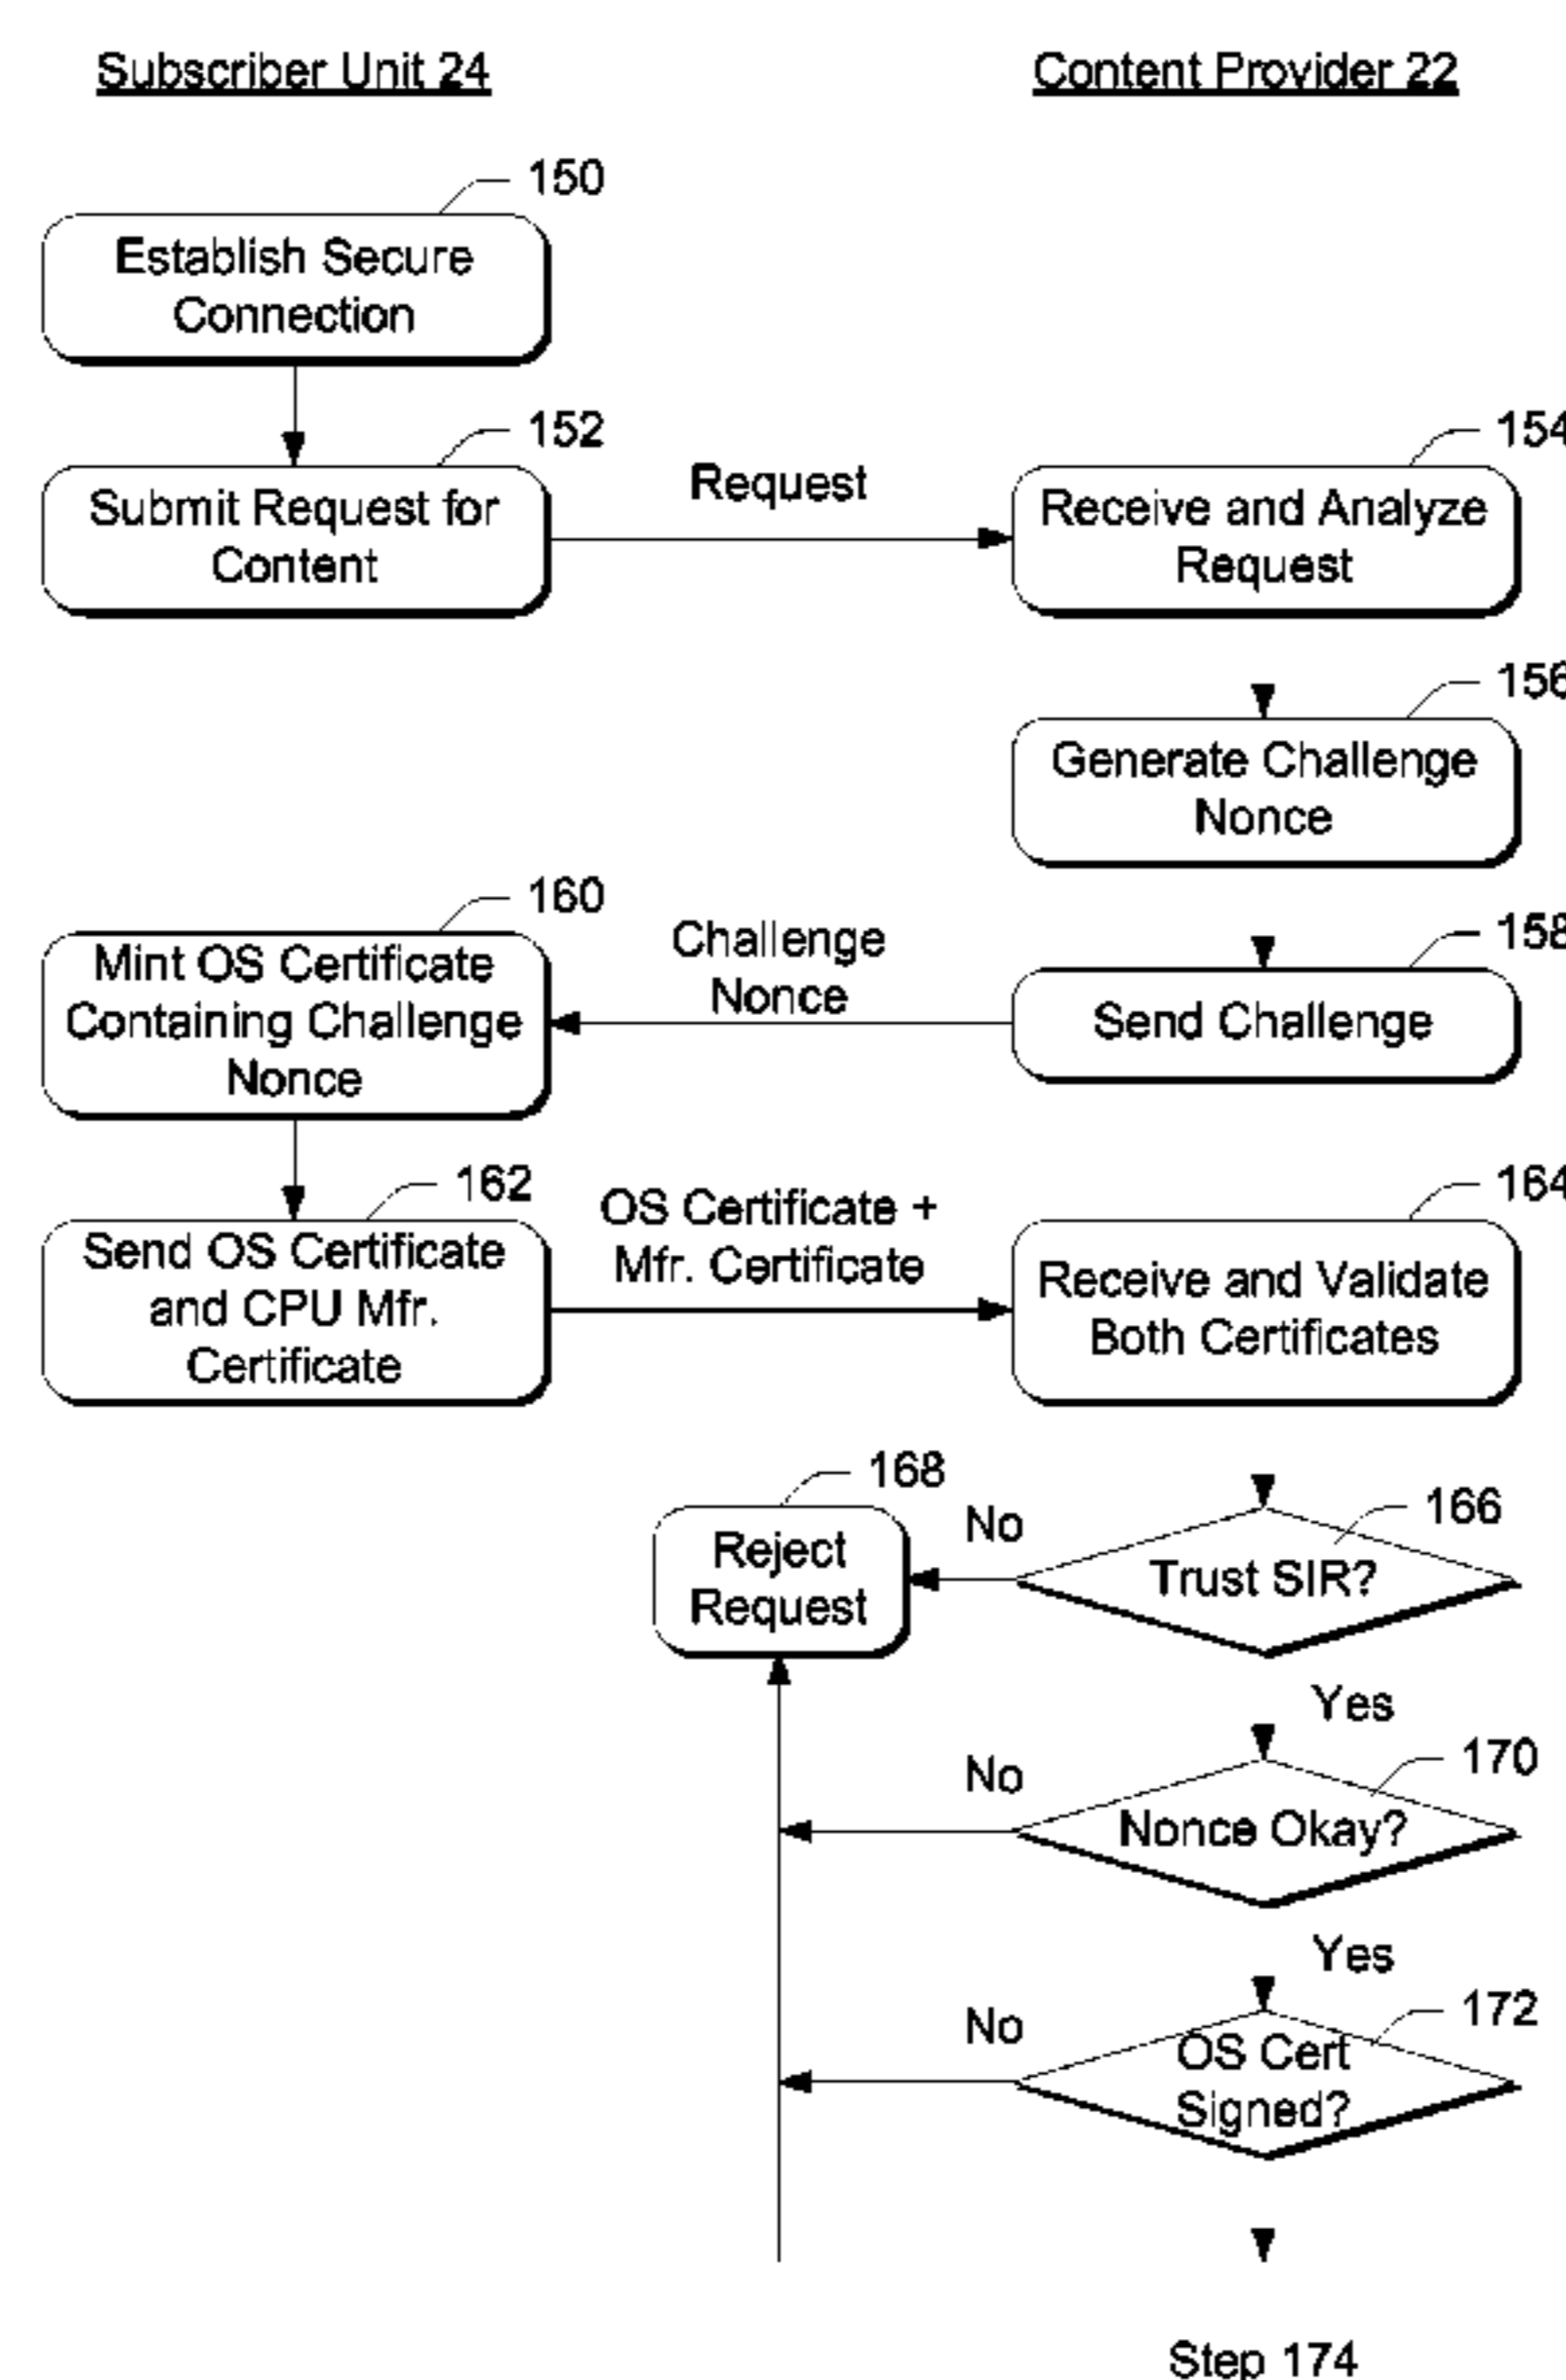 Subscriber Unit 24
Content Provider 22
150
Establish Secure
Connection
152
Submit Request for
Content
Request
154
Receive and Analyze
Request
156
Generate Challenge
Nonce
158
Send Challenge
Challenge
Nonce
160
Mint OS Certificate
Containing Challenge
Nonce
162
Send OS Certificate
and CPU Mfr.
Certificate
OS Certificate +
Mfr. Certificate
164
Receive and Validate
Both Certificates
166
Trust SIR?
No
168
Reject
Request
Yes
170
Nonce Okay?
No
Yes
172
OS Cert
Signed?
No
Step 174